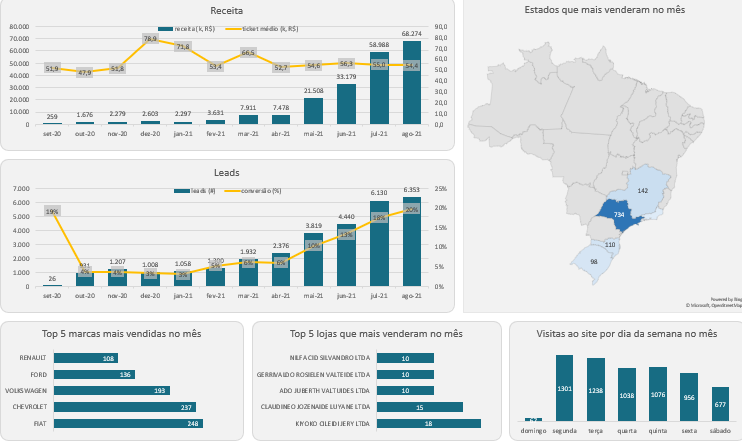 Receita
receita (k, R$) ticket médio (k, R$)
80.000
70.000
60.000
50.000
40.000
30.000
20.000
10.000
0
90,0
80,0
70,0
60,0
50,0
40,0
30,0
20,0
10,0
0,0
51,9 47,9 51,8 78,9 71,8 53,4 66,5 52,7 54,6 56,3 55,0 54,4
259 1.676 2.279 2.603 2.297 3.631 7.911 7.478 21.508 33.179 58.988 68.274
set-20 out-20 nov-20 dez-20 jan-21 fev-21 mar-21 abr-21 mai-21 jun-21 jul-21 ago-21
Leads
leads (#) conversão (%)
7.000
6.000
5.000
4.000
3.000
2.000
1.000
0
25%
20%
15%
10%
5%
0%
26 931 1.207 1.008 1.058 1.932 2.376 3.819 4.440 6.130 6.353
19% 4% 4% 3% 3% 5% 6% 6% 10% 13% 18% 20%
set-20 out-20 nov-20 dez-20 jan-21 fev-21 mar-21 abr-21 mai-21 jun-21 jul-21 ago-21
Estados que mais venderam no mês
142
734
110
98
Powered by Bing
© Microsoft, OpenStreetMap
Top 5 marcas mais vendidas no mês
RENAULT 108
FORD 136
VOLKSWAGEN 193
CHEVROLET 237
FIAT 248
Top 5 lojas que mais venderam no mês
NILFA CID SILVANDRO LTDA 10
GERRIVALDO ROSIELEN VALTEIDE LTDA 10
ADO JUBERTH VALTUIDES LTDA 10
CLAUDINEO JOZENAIDE LUYANE LTDA 15
KIYOKO CILEIDI JERY LTDA 18
Visitas ao site por dia da semana no mês
1301 1238 1038 1076 956 677
domingo segunda terça quarta quinta sexta sábado